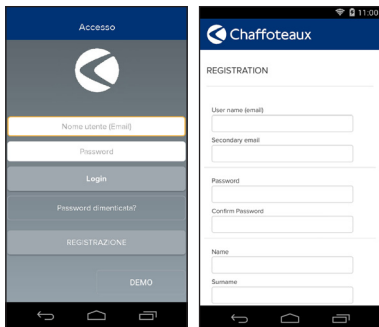 Accesso
Nome utente (Email)
Password
Login
Password dimenticata?
REGISTRAZIONE
DEMO
11:00
Chaffoteaux
REGISTRATION
User name (email)
Secondary email
Password
Confirm Password
Name
Surname